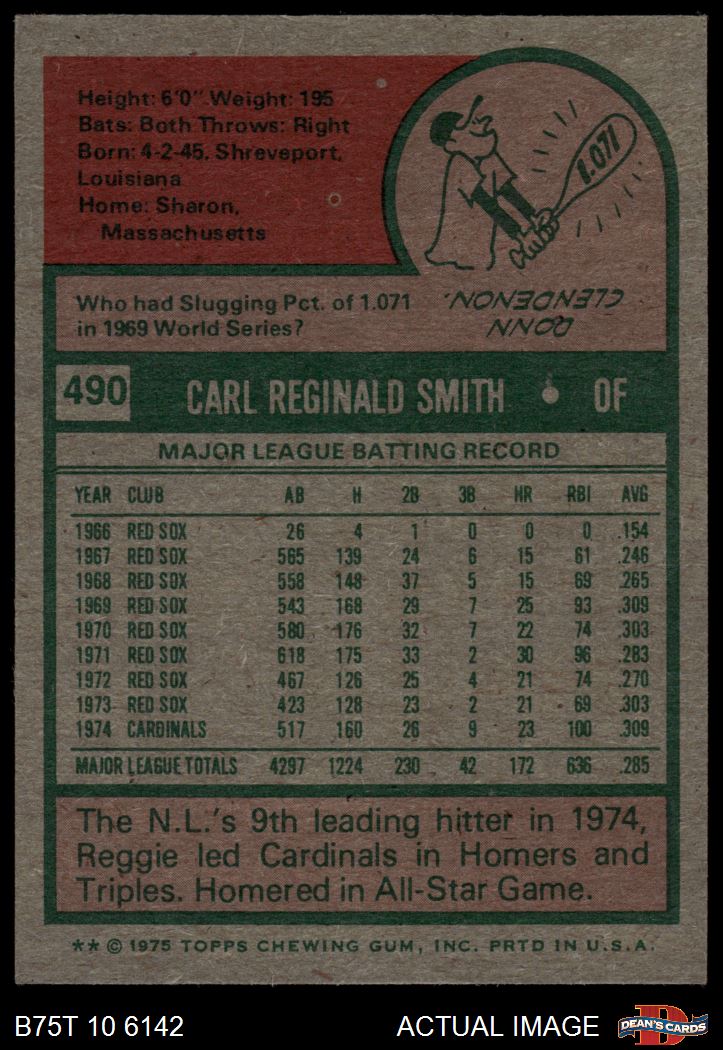 Height: 6'0" Weight: 195
Bats: Both Throws: Right
Born: 4-2-45, Shreveport,
Louisiana
Home: Sharon,
Massachusetts
1.071
Who had Slugging Pct. of 1.071
in 1969 World Series?
DONN
CLENDENON.
490 CARL REGINALD SMITH • OF
MAJOR LEAGUE BATTING RECORD
YEAR CLUB AB H 2B 3B HR RBI AVG
1966 RED SOX 26 4 1 0 0 0 .154
1967 RED SOX 565 139 24 6 15 61 .246
1968 RED SOX 558 148 37 5 15 69 .265
1969 RED SOX 543 168 29 7 25 93 .309
1970 RED SOX 580 176 32 7 22 74 .303
1971 RED SOX 618 175 33 2 30 96 .283
1972 RED SOX 467 126 25 4 21 74 .270
1973 RED SOX 423 128 23 2 21 69 .303
1974 CARDINALS 517 160 26 9 23 100 .309
MAJOR LEAGUE TOTALS 4297 1224 230 42 172 636 .285
The N.L.'s 9th leading hitter in 1974,
Reggie led Cardinals in Homers and
Triples. Homered in All-Star Game.
** © 1975 TOPPS CHEWING GUM, INC. PRTD IN U.S.A.
B75T 10 6142 ACTUAL IMAGE DEAN'S CARDS